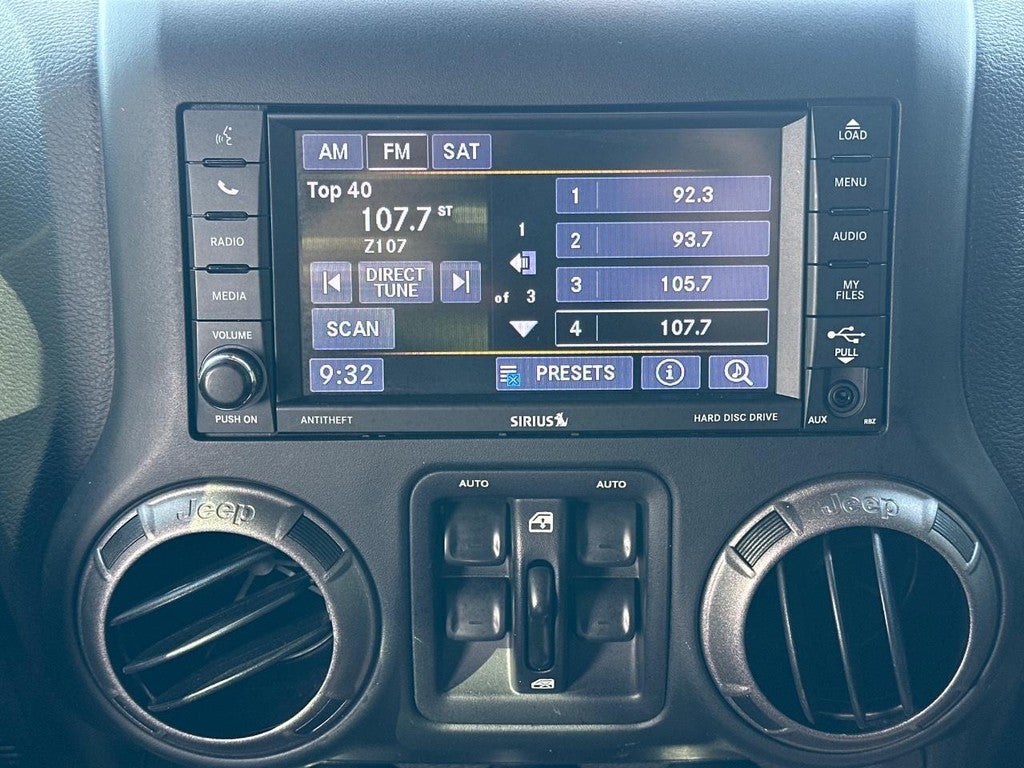 LOAD
AM FM SAT
MENU
RADIO
AUDIO
MEDIA
MY
FILES
VOLUME
PULL
PUSH ON
AUX
RBZ
Top 40
107.7 ST
Z107
DIRECT
TUNE
SCAN
9:32
1
of 3
1 92.3
2 93.7
3 105.7
4 107.7
PRESETS
i
ANTITHEFT
SIRIUS
HARD DISC DRIVE
AUTO
AUTO
Jeep
Jeep